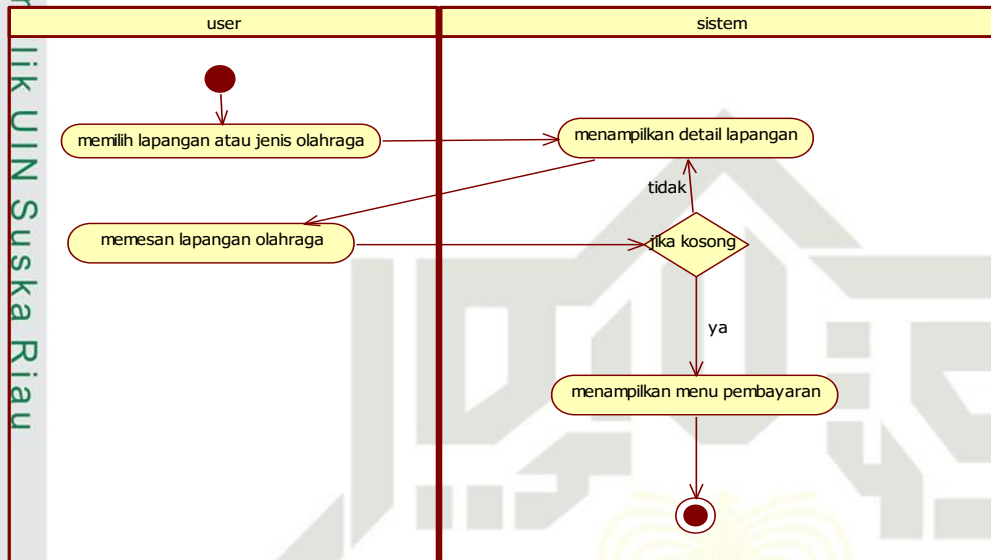 user
sistem
memilih lapangan atau jenis olahraga
menampilkan detail lapangan
tidak
memesan lapangan olahraga
jika kosong
ya
menampilkan menu pembayaran
lik UIN Suska Riau